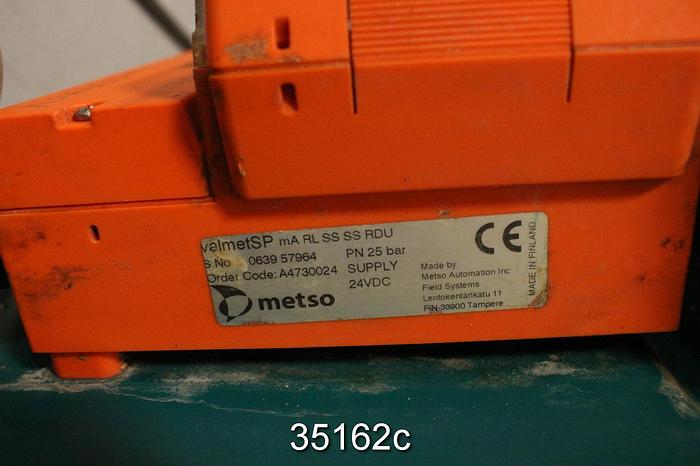 valmetSP mA RL SS SS RDU
S.No 0639 57964 PN 25 bar
Order Code: A4730024 SUPPLY
24VDC
metso
Made by
Metso Automation Inc
Field Systems
Lentokentänkatu 11
FIN-33900 Tampere
CE
MADE IN FINLAND
35162c